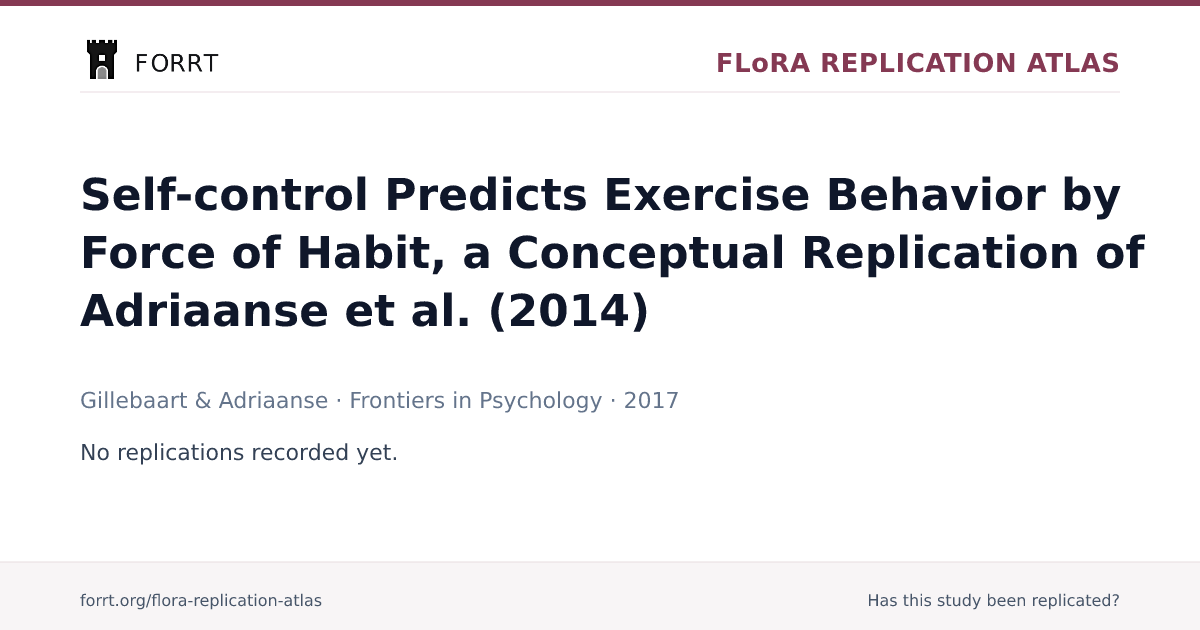 FORRT
FLoRA REPLICATION ATLAS
Self-control Predicts Exercise Behavior by
Force of Habit, a Conceptual Replication of
Adriaanse et al. (2014)
Gillebaart & Adriaanse · Frontiers in Psychology · 2017
No replications recorded yet.
forrt.org/flora-replication-atlas
Has this study been replicated?